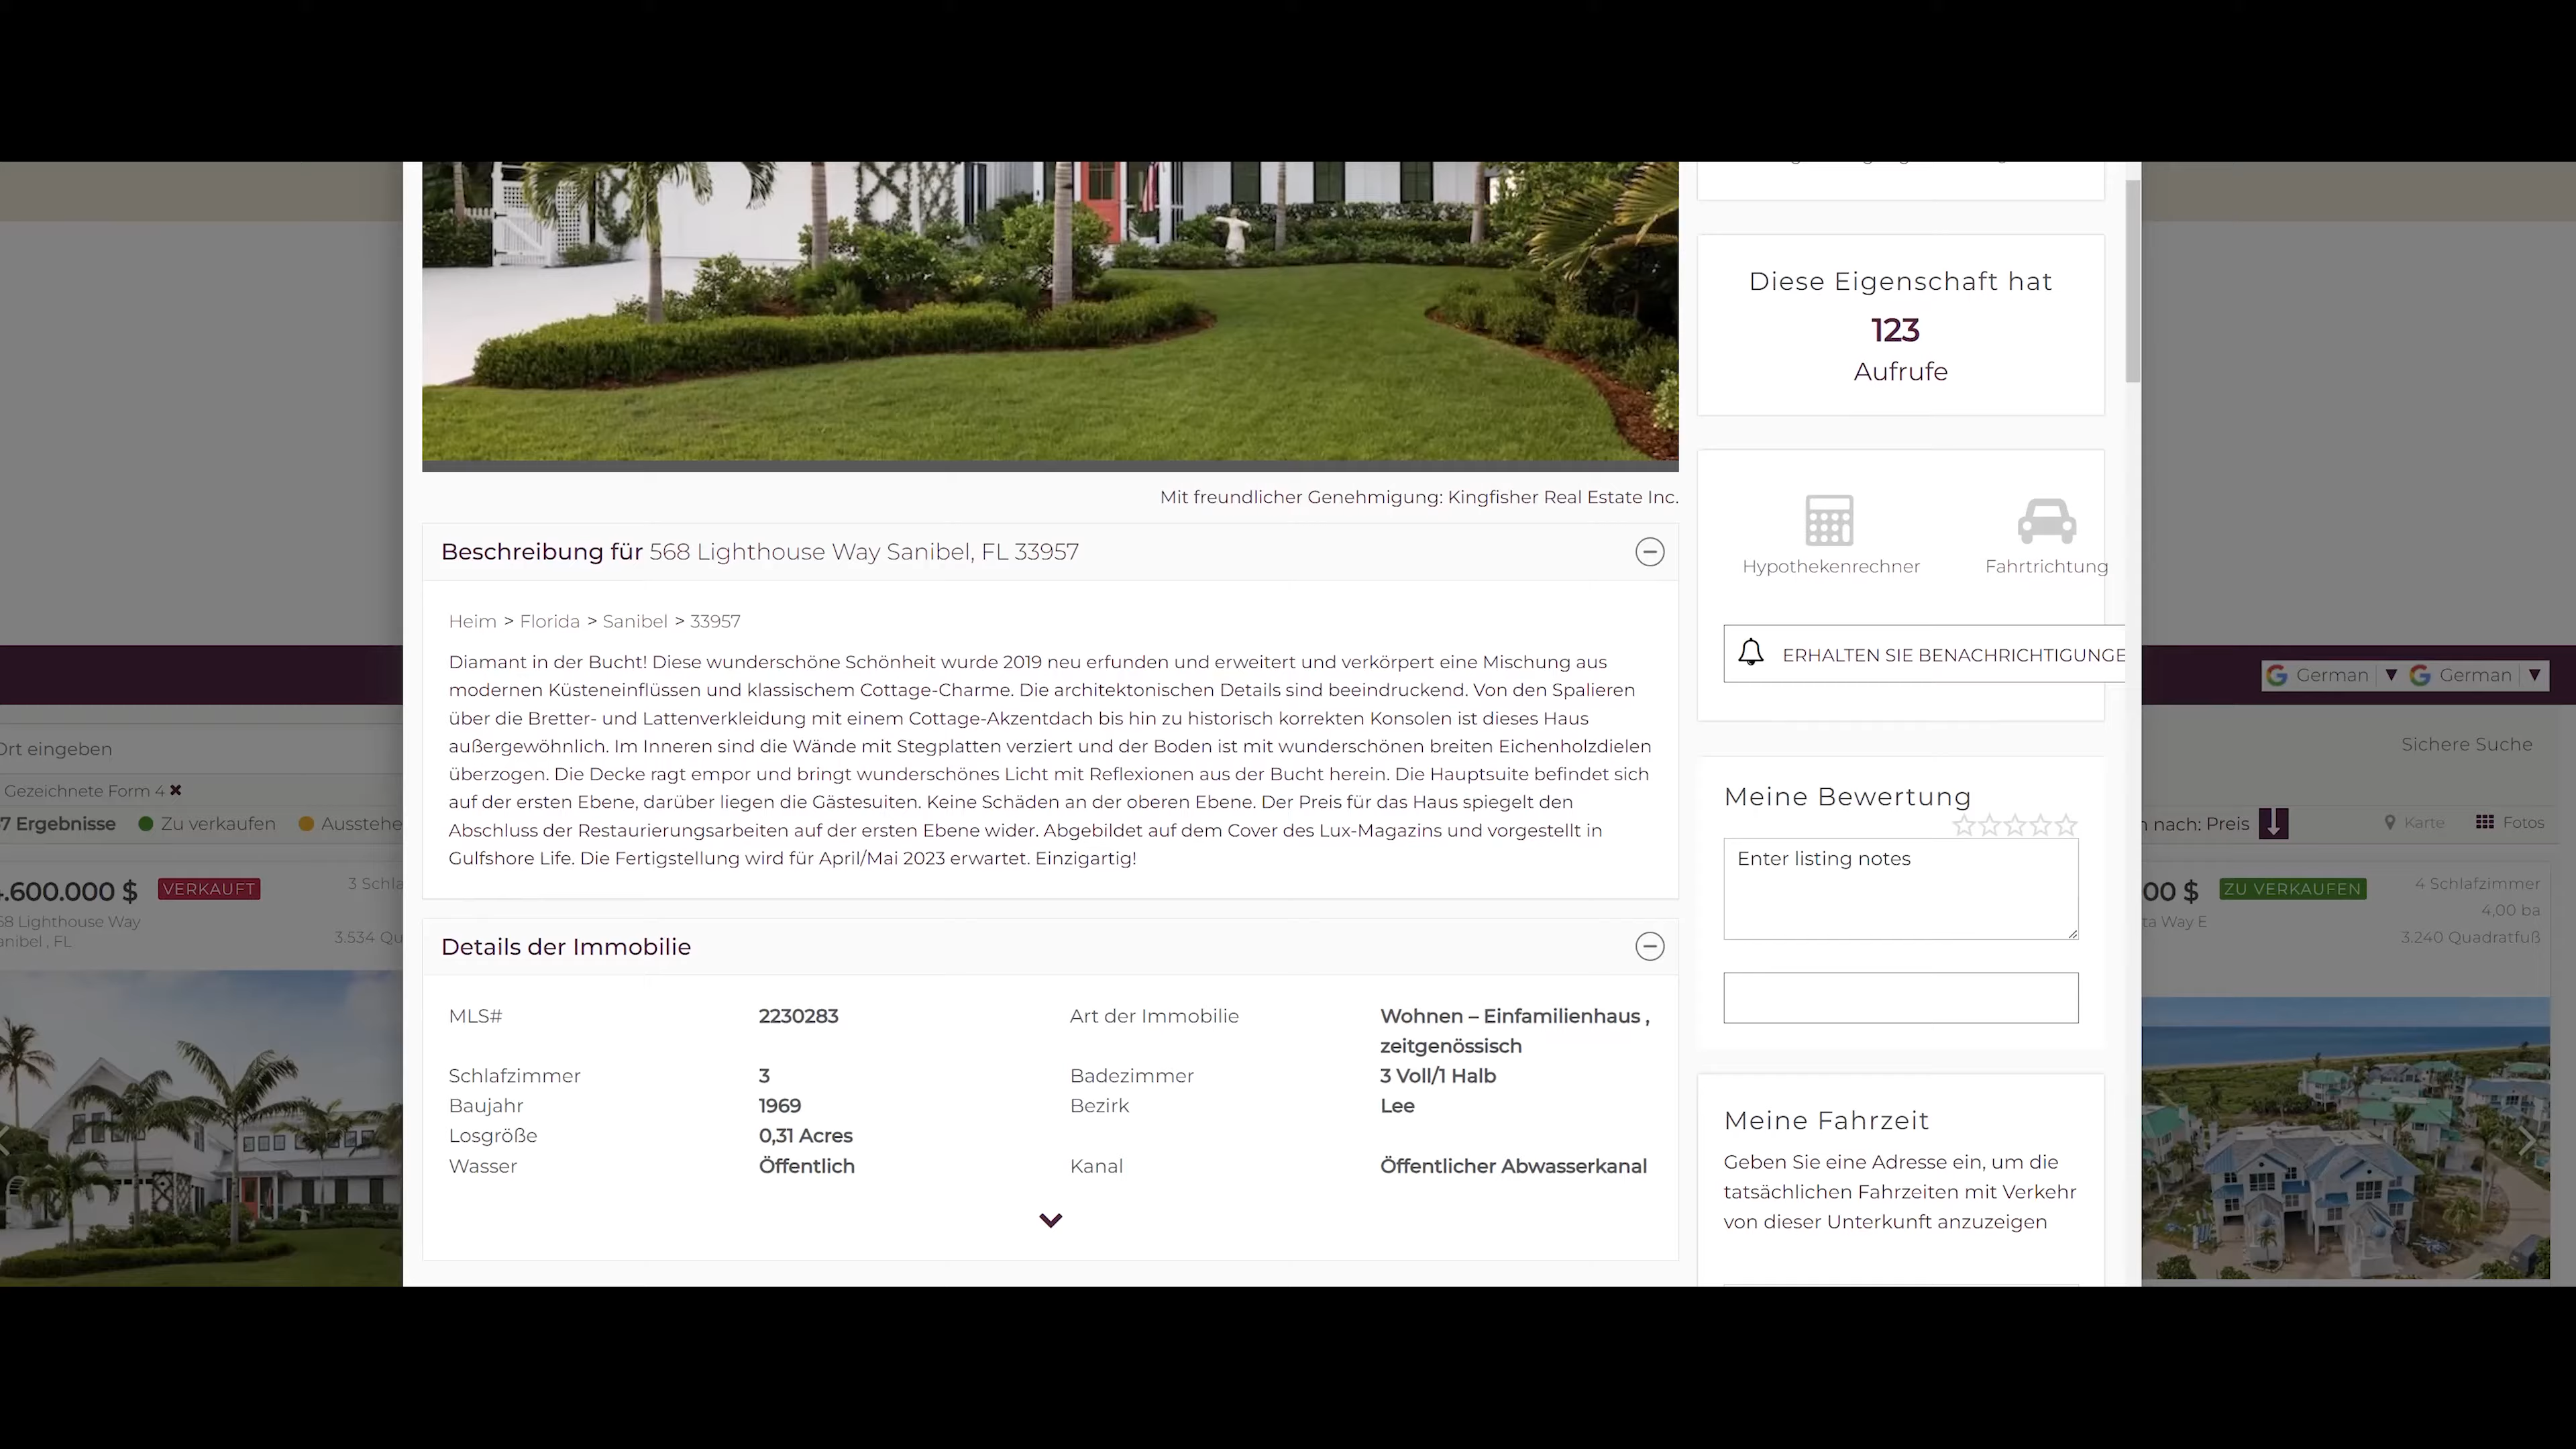 Diese Eigenschaft hat
123
Aufrufe
Mit freundlicher Genehmigung: Kingfisher Real Estate Inc.
Beschreibung für 568 Lighthouse Way Sanibel, FL 33957
Hypothekenrechner
Fahrtrichtung
Heim > Florida > Sanibel > 33957
ERHALTEN SIE BENACHRICHTIGUNGE
Diamant in der Bucht! Diese wunderschöne Schönheit wurde 2019 neu erfunden und erweitert und verkörpert eine Mischung aus
modernen Küsteneinflüssen und klassischem Cottage-Charme. Die architektonischen Details sind beeindruckend. Von den Spalieren
über die Bretter- und Lattenverkleidung mit einem Cottage-Akzentdach bis hin zu historisch korrekten Konsolen ist dieses Haus
außergewöhnlich. Im Inneren sind die Wände mit Stegplatten verziert und der Boden ist mit wunderschönen breiten Eichenholzdielen
überzogen. Die Decke ragt empor und bringt wunderschönes Licht mit Reflexionen aus der Bucht herein. Die Hauptsuite befindet sich
auf der ersten Ebene, darüber liegen die Gästesuiten. Keine Schäden an der oberen Ebene. Der Preis für das Haus spiegelt den
Abschluss der Restaurierungsarbeiten auf der ersten Ebene wider. Abgebildet auf dem Cover des Lux-Magazins und vorgestellt in
Gulfshore Life. Die Fertigstellung wird für April/Mai 2023 erwartet. Einzigartig!
Details der Immobilie
MLS# 2230283 Art der Immobilie Wohnen – Einfamilienhaus ,
zeitgenössisch
Schlafzimmer 3 Badezimmer 3 Voll/1 Halb
Baujahr 1969 Bezirk Lee
Losgröße 0,31 Acres
Wasser Öffentlich Kanal Öffentlicher Abwasserkanal
Meine Bewertung
Enter listing notes
Meine Fahrzeit
Geben Sie eine Adresse ein, um die
tatsächlichen Fahrzeiten mit Verkehr
von dieser Unterkunft anzuzeigen
Ort eingeben
Gezeichnete Form 4
7 Ergebnisse Zu verkaufen Ausstehe
.600.000 $ VERKAUFT 3 Schla
68 Lighthouse Way
anibel , FL
3.534 Qu
German German
Sichere Suche
n nach: Preis Karte Fotos
00 $ ZU VERKAUFEN 4 Schlafzimmer
4,00 ba
ta Way E
3.240 Quadratfuß